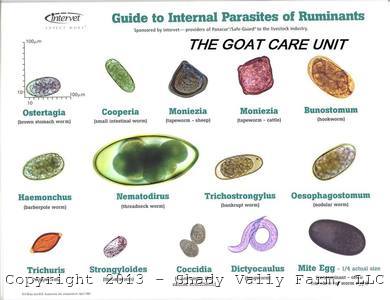 Intervet
Guide to Internal Parasites of Ruminants
Sponsored by Intervet—providers of Panacur®/Safe-Guard® to the livestock industry.
THE GOAT CARE UNIT
100μm
10
10
100μm
Ostertagia
(brown stomach worm)
Cooperia
(small intestinal worm)
Moniezia
(tapeworm – sheep)
Moniezia
(tapeworm – cattle)
Bunostomum
(hookworm)
Haemonchus
(barberpole worm)
Nematodirus
(threadneck worm)
Trichostrongylus
(bankrupt worm)
Oesophagostomum
(nodular worm)
Trichuris
Strongyloides
Coccidia
Dictyocaulus
Mite Egg – 1/4 actual size
Copyright 2013 – Shady Velly Farm, LLC